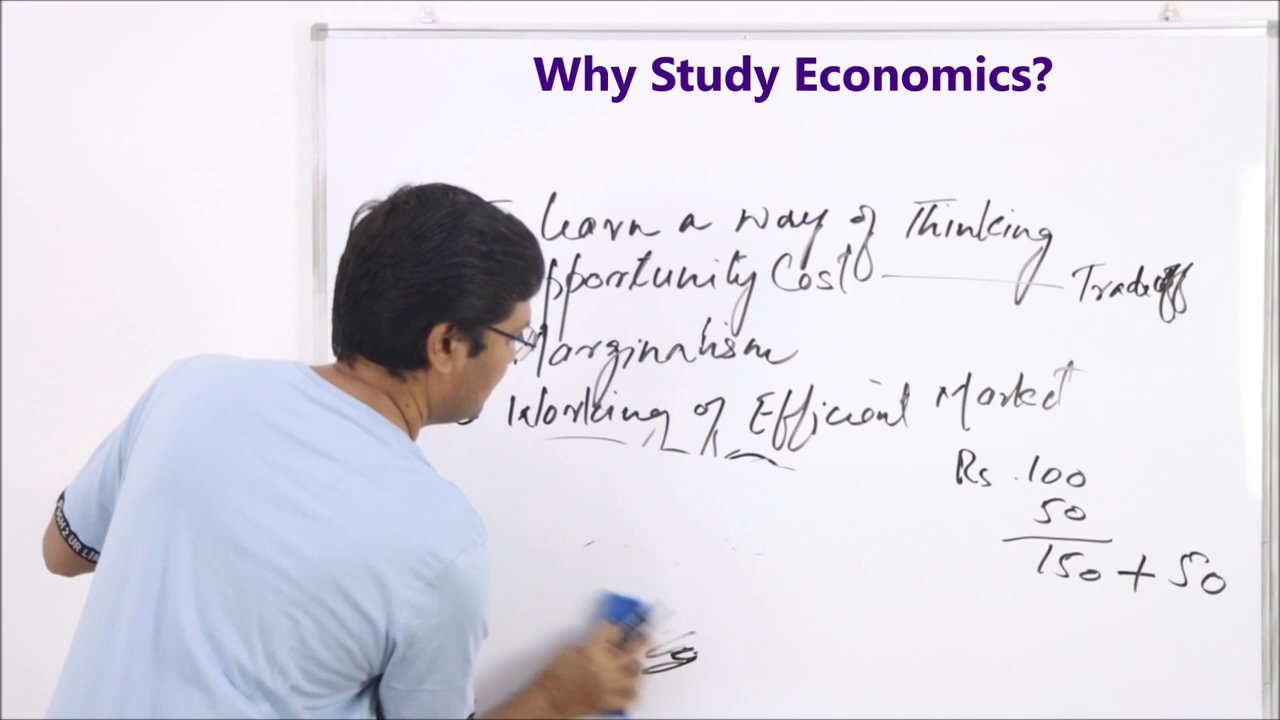 Why Study Economics?
learn a way of Thinking
pportunity Cost — Tradeoff
Marginalism
Working of Efficient Market
Rs. 100
50
150 + 50